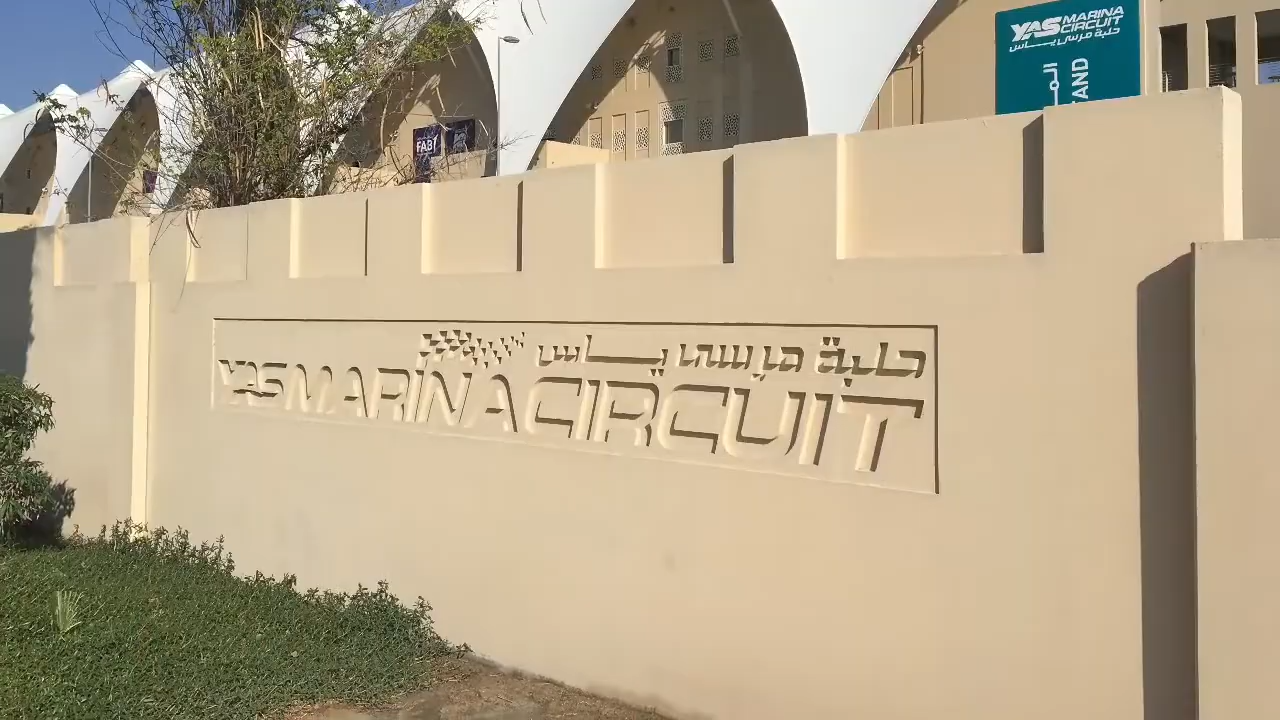 YAS MARINA
CIRCUIT
حلبة مرسى ياس
FAB
حلبة مرسى ياس
YAS MARINA CIRCUIT